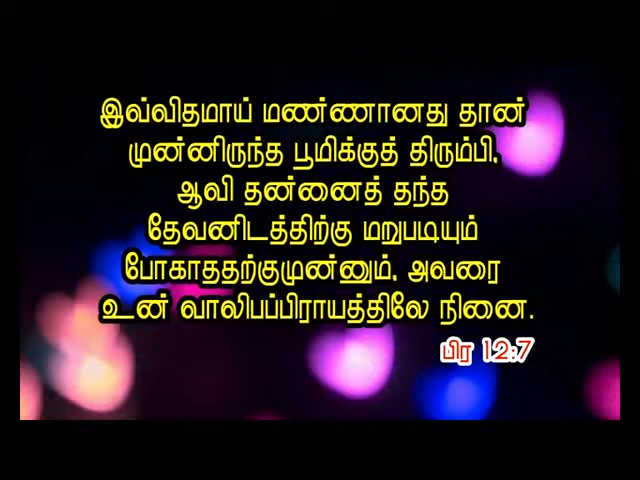 இவ்விதமாய் மண்ணானது தான்
முன்னிருந்த பூமிக்குத் திரும்பி,
ஆவி தன்னைத் தந்த
தேவனிடத்திற்கு மறுபடியும்
போகாததற்குமுன்னும், அவரை
உன் வாலிபப்பிராயத்திலே நினை.
பிர 12:7